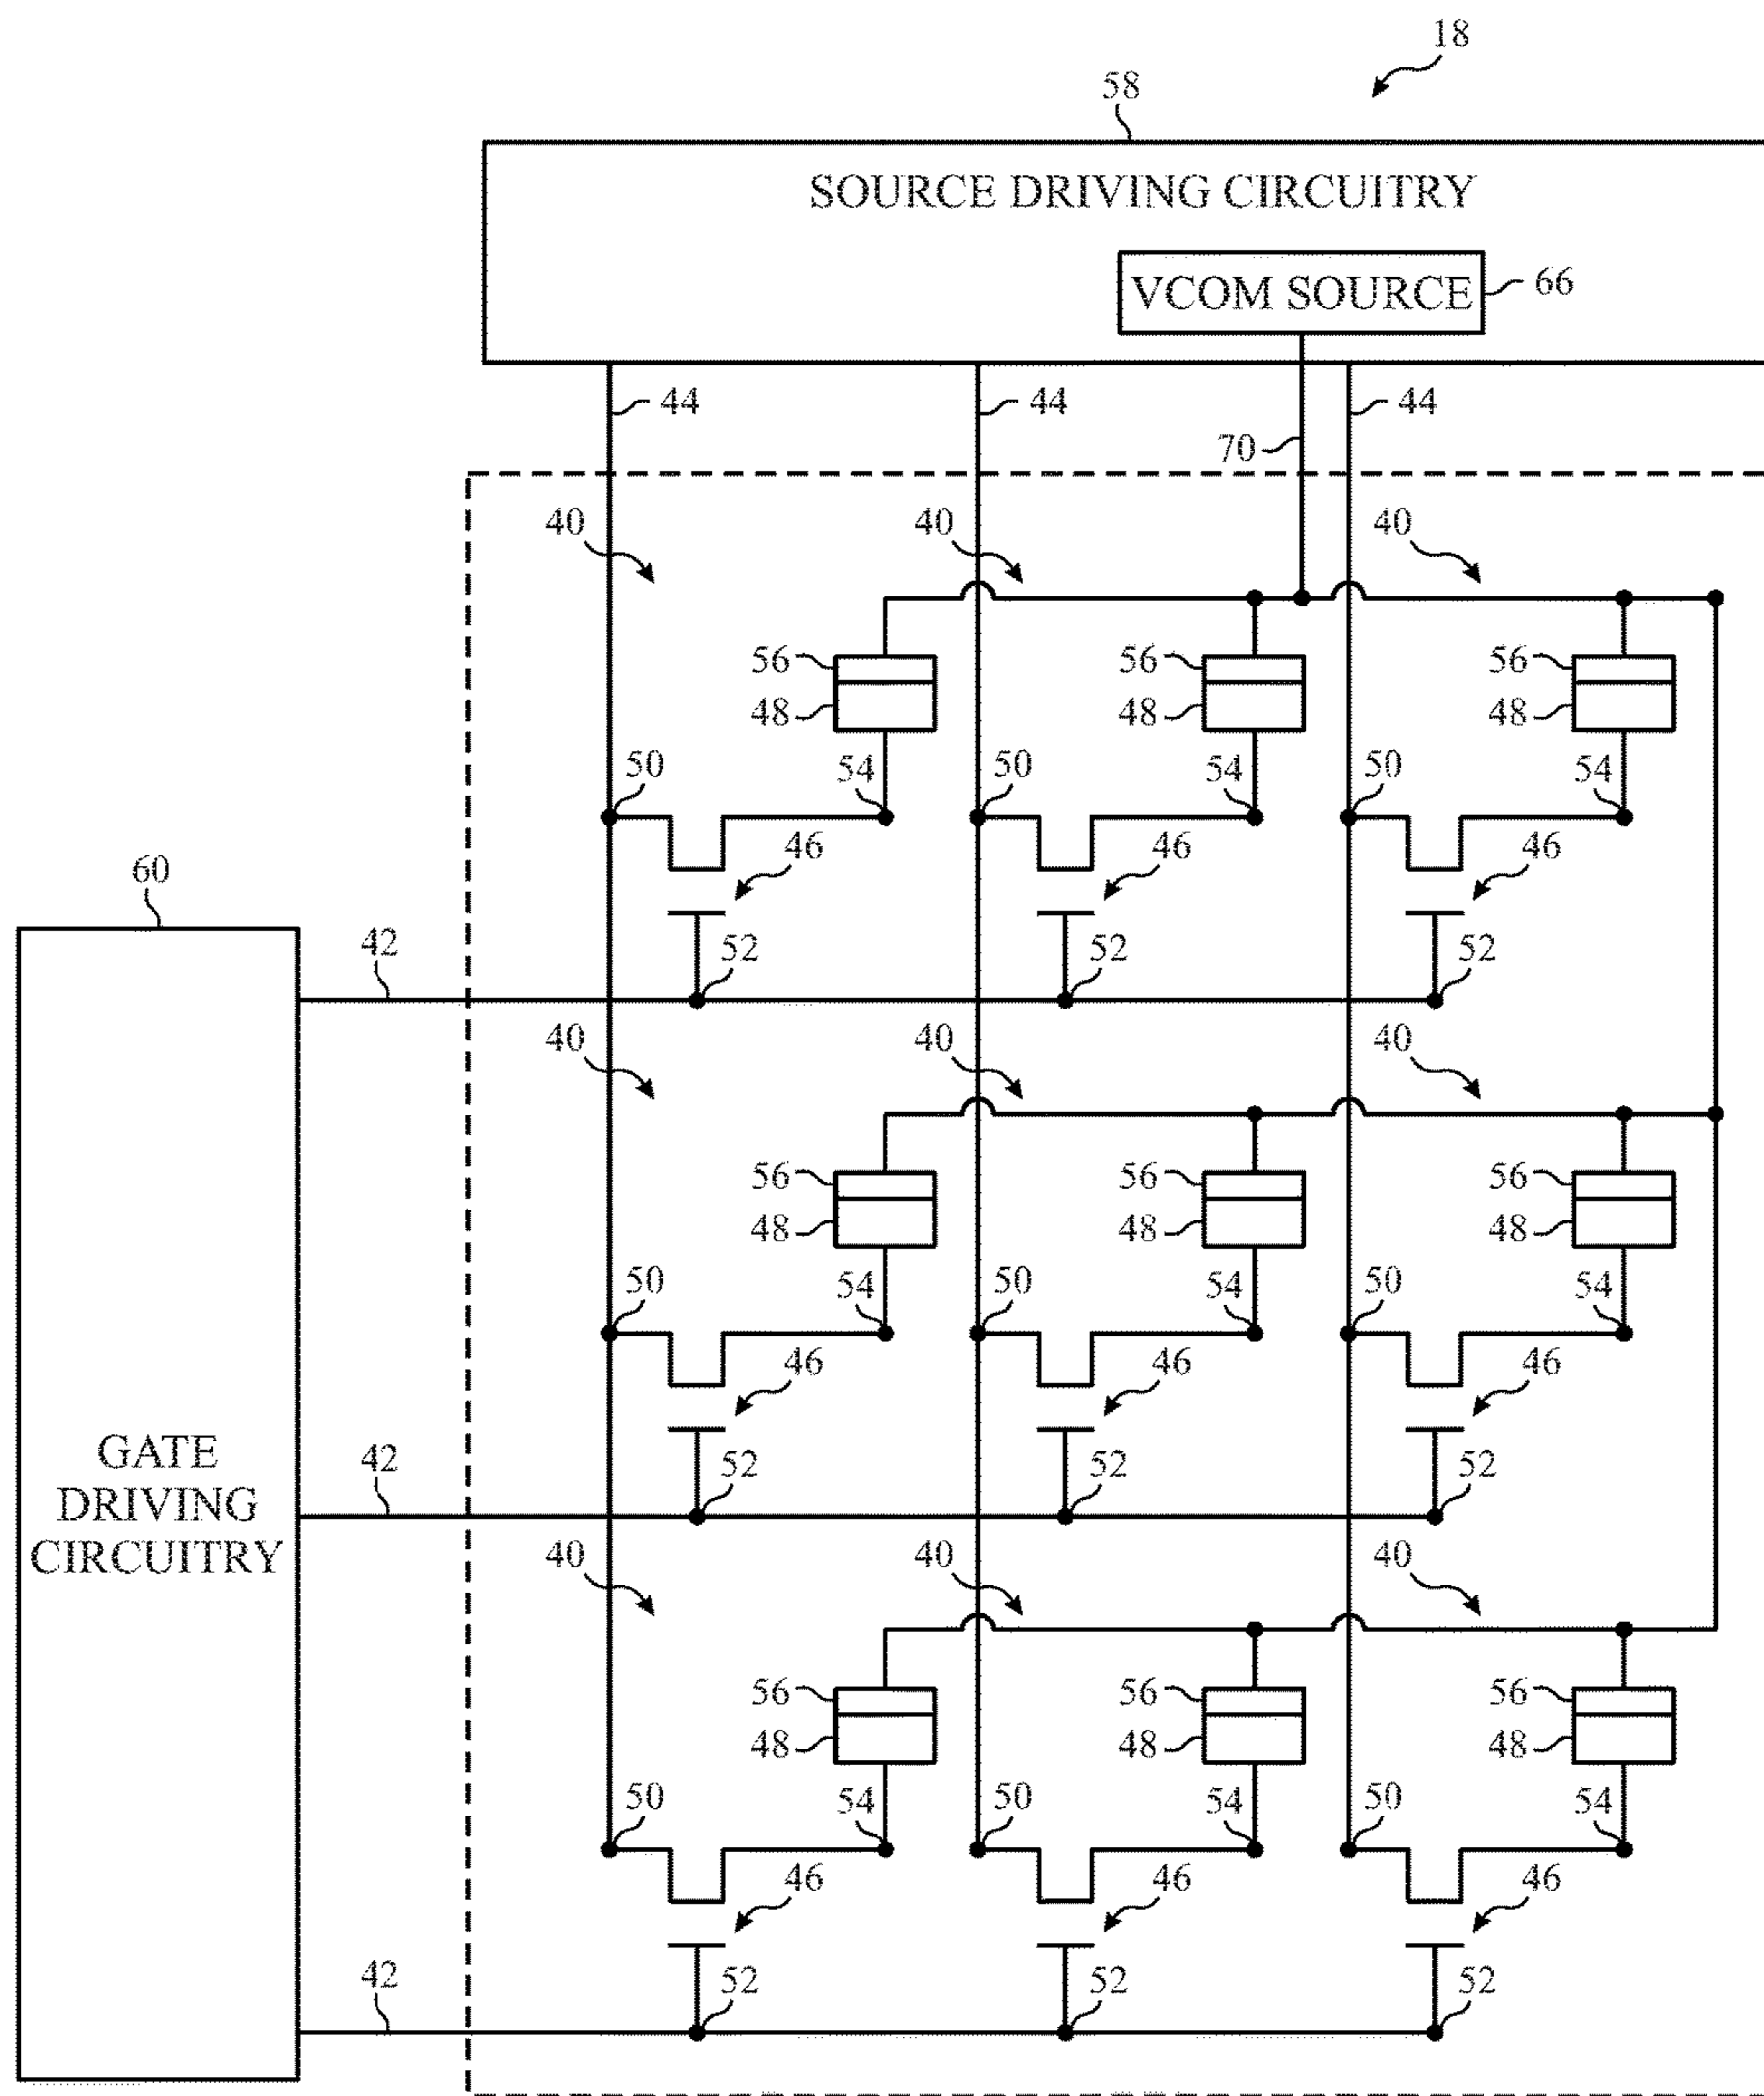 18
58
SOURCE DRIVING CIRCUITRY
VCOM SOURCE 66
44 44 44
70
40 40 40
56 56 56
48 48 48
50 54 50 54 50 54
46 46 46
60
42 52 52 52
40 40 40
56 56 56
48 48 48
50 54 50 54 50 54
46 46 46
GATE
DRIVING
CIRCUITRY
42 52 52 52
40 40 40
56 56 56
48 48 48
50 54 50 54 50 54
46 46 46
42 52 52 52